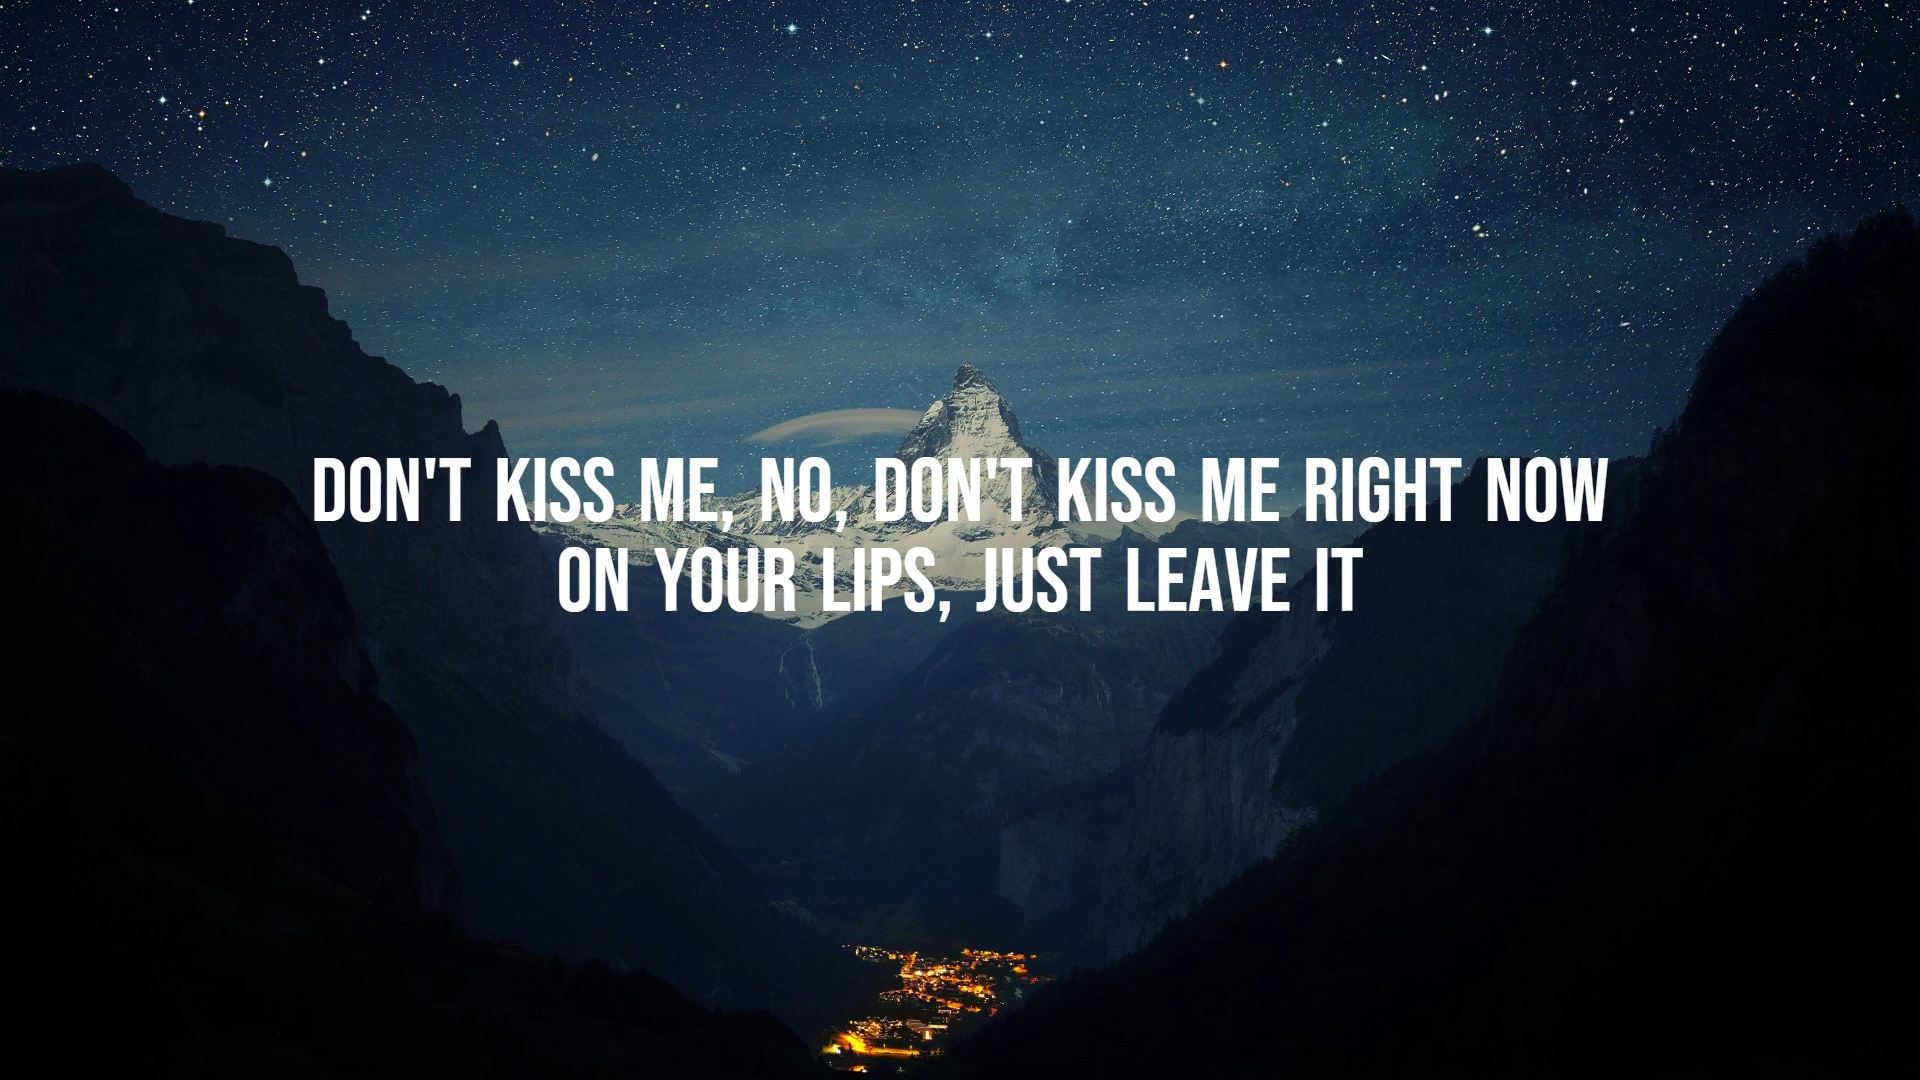 DON'T KISS ME, NO, DON'T KISS ME RIGHT NOW
ON YOUR LIPS, JUST LEAVE IT